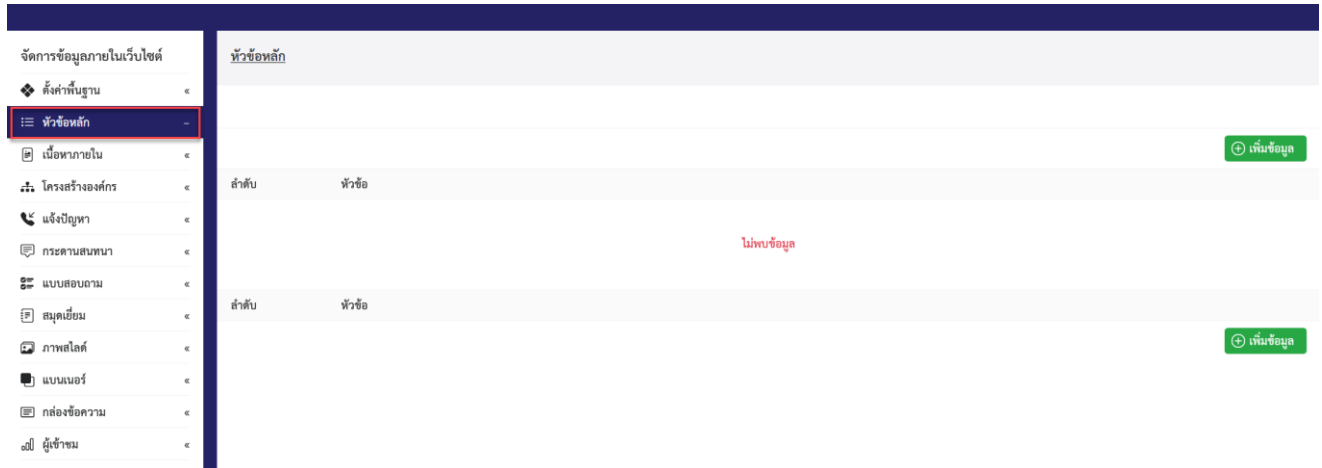 จัดการข้อมูลภายในเว็บไซต์
ตั้งค่าพื้นฐาน «
หัวข้อหลัก –
เนื้อหาภายใน «
โครงสร้างองค์กร «
แจ้งปัญหา «
กระดานสนทนา «
แบบสอบถาม «
สมุดเยี่ยม «
ภาพสไลด์ «
แบนเนอร์ «
กล่องข้อความ «
ผู้เข้าชม «
หัวข้อหลัก
เพิ่มข้อมูล
ลำดับ หัวข้อ
ไม่พบข้อมูล
ลำดับ หัวข้อ
เพิ่มข้อมูล